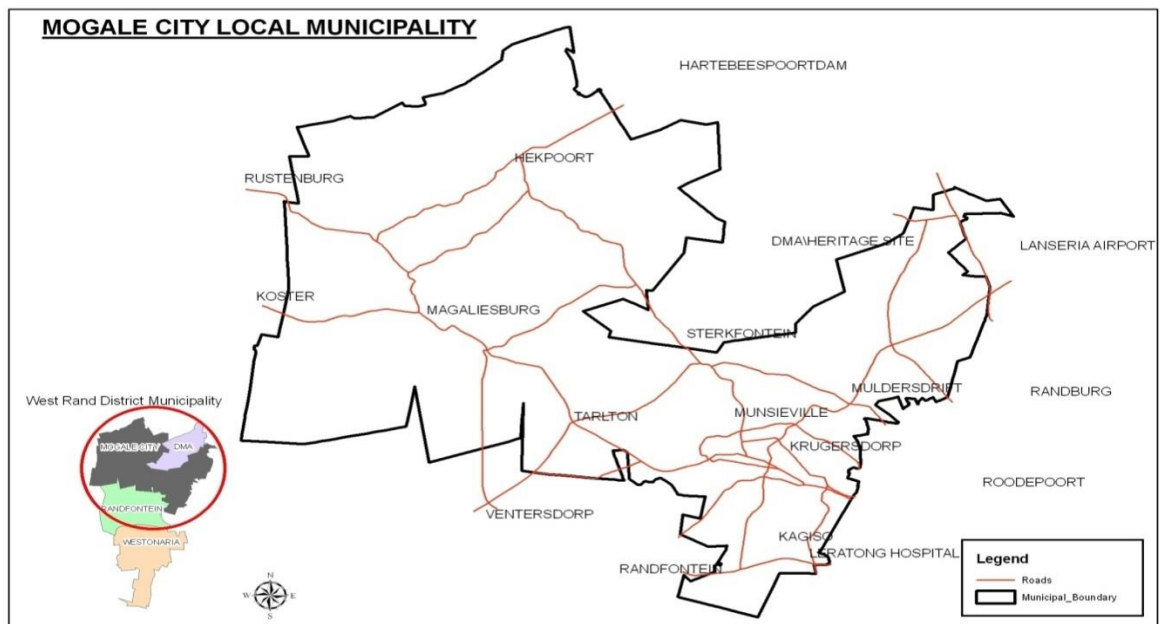 MOGALE CITY LOCAL MUNICIPALITY
HARTEBEESPOORTDAM
HEKPOORT
RUSTENBURG
DMA\HERITAGE SITE
LANSERIA AIRPORT
KOSTER
MAGALIESBURG
STERKFONTEIN
MULDERSDRIFT
RANDBURG
West Rand District Municipality
TARLTON
MUNSIEVILLE
MOGALE CITY
DMA
KRUGERSDORP
ROODEPOORT
RANDFONTEIN
VENTERSDORP
WESTONARIA
KAGISO
LERATONG HOSPITAL
RANDFONTEIN
N
W
E
S
Legend
Roads
Municipal_Boundary